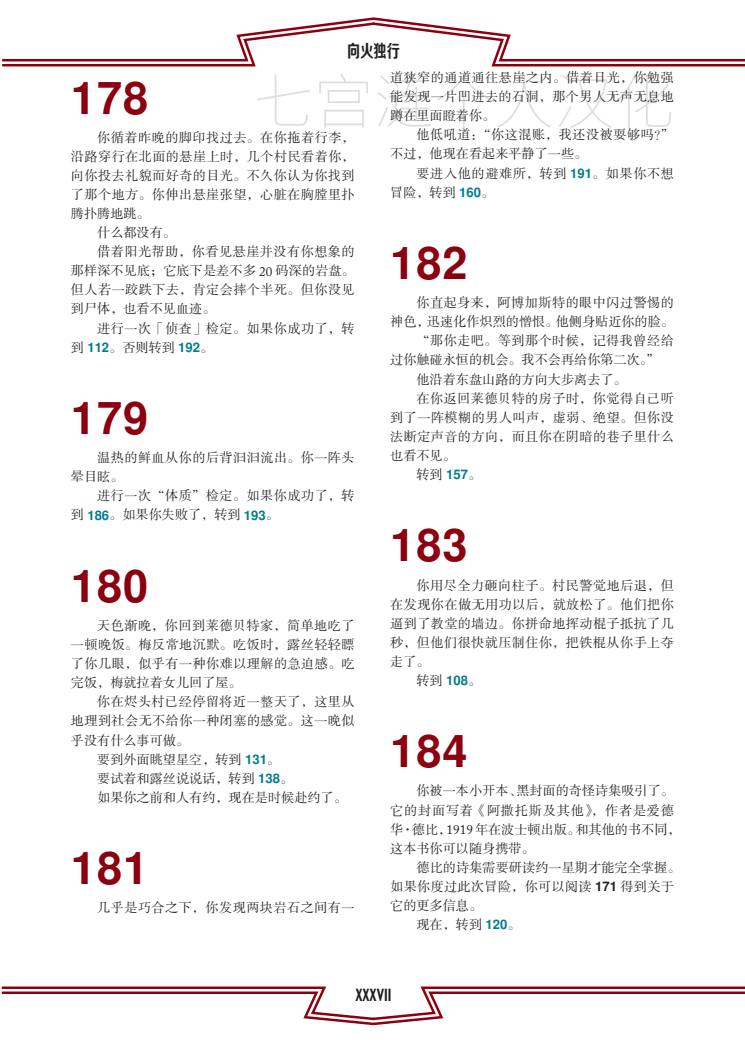 向火独行
178
你循着昨晚的脚印找过去。在你拖着行李，
沿路穿行在北面的悬崖上时，几个村民看着你，
向你投去礼貌而好奇的目光。不久你认为你找到
了那个地方。你伸出悬崖张望，心脏在胸膛里扑
腾扑腾地跳。
什么都没有。
借着阳光帮助，你看见悬崖并没有你想象的
那样深不见底；它底下是差不多 20 码深的岩盘。
但人若一跤跌下去，肯定会摔个半死。但你没见
到尸体，也看不见血迹。
进行一次「侦查」检定。如果你成功了，转
到 112。否则转到 192。
179
温热的鲜血从你的后背汩汩流出。你一阵头
晕目眩。
进行一次“体质”检定。如果你成功了，转
到 186。如果你失败了，转到 193。
180
天色渐晚，你回到莱德贝特家，简单地吃了
一顿晚饭。梅反常地沉默。吃饭时，露丝轻轻瞟
了你几眼，似乎有一种你难以理解的急迫感。吃
完饭，梅就拉着女儿回了屋。
你在烬头村已经停留将近一整天了，这里从
地理到社会无不给你一种闭塞的感觉。这一晚似
乎没有什么事可做。
要到外面眺望星空，转到 131。
要试着和露丝说说话，转到 138。
如果你之前和人有约，现在是时候赴约了。
181
几乎是巧合之下，你发现两块岩石之间有一
道狭窄的通道通往悬崖之内。借着日光，你勉强
能发现一片凹进去的石洞，那个男人无声无息地
蹲在里面瞪着你。
他低吼道：“你这混账，我还没被耍够吗?”
不过，他现在看起来平静了一些。
要进入他的避难所，转到 191。如果你不想
冒险，转到 160。
182
你直起身来，阿博加斯特的眼中闪过警惕的
神色，迅速化作炽烈的憎恨。他侧身贴近你的脸。
“那你走吧。等到那个时候，记得我曾经给
过你触碰永恒的机会。我不会再给你第二次。”
他沿着东盘山路的方向大步离去了。
在你返回莱德贝特的房子时，你觉得自己听
到了一阵模糊的男人叫声，虚弱、绝望。但你没
法断定声音的方向，而且你在阴暗的巷子里什么
也看不见。
转到 157。
183
你用尽全力砸向柱子。村民警觉地后退，但
在发现你在做无用功以后，就放松了。他们把你
逼到了教堂的墙边。你拼命地挥动棍子抵抗了几
秒，但他们很快就压制住你，把铁棍从你手上夺
走了。
转到 108。
184
你被一本小开本、黑封面的奇怪诗集吸引了。
它的封面写着《阿撒托斯及其他》，作者是爱德
华·德比，1919 年在波士顿出版。和其他的书不同，
这本书你可以随身携带。
德比的诗集需要研读约一星期才能完全掌握。
如果你度过此次冒险，你可以阅读 171 得到关于
它的更多信息。
现在，转到 120。
XXXVII